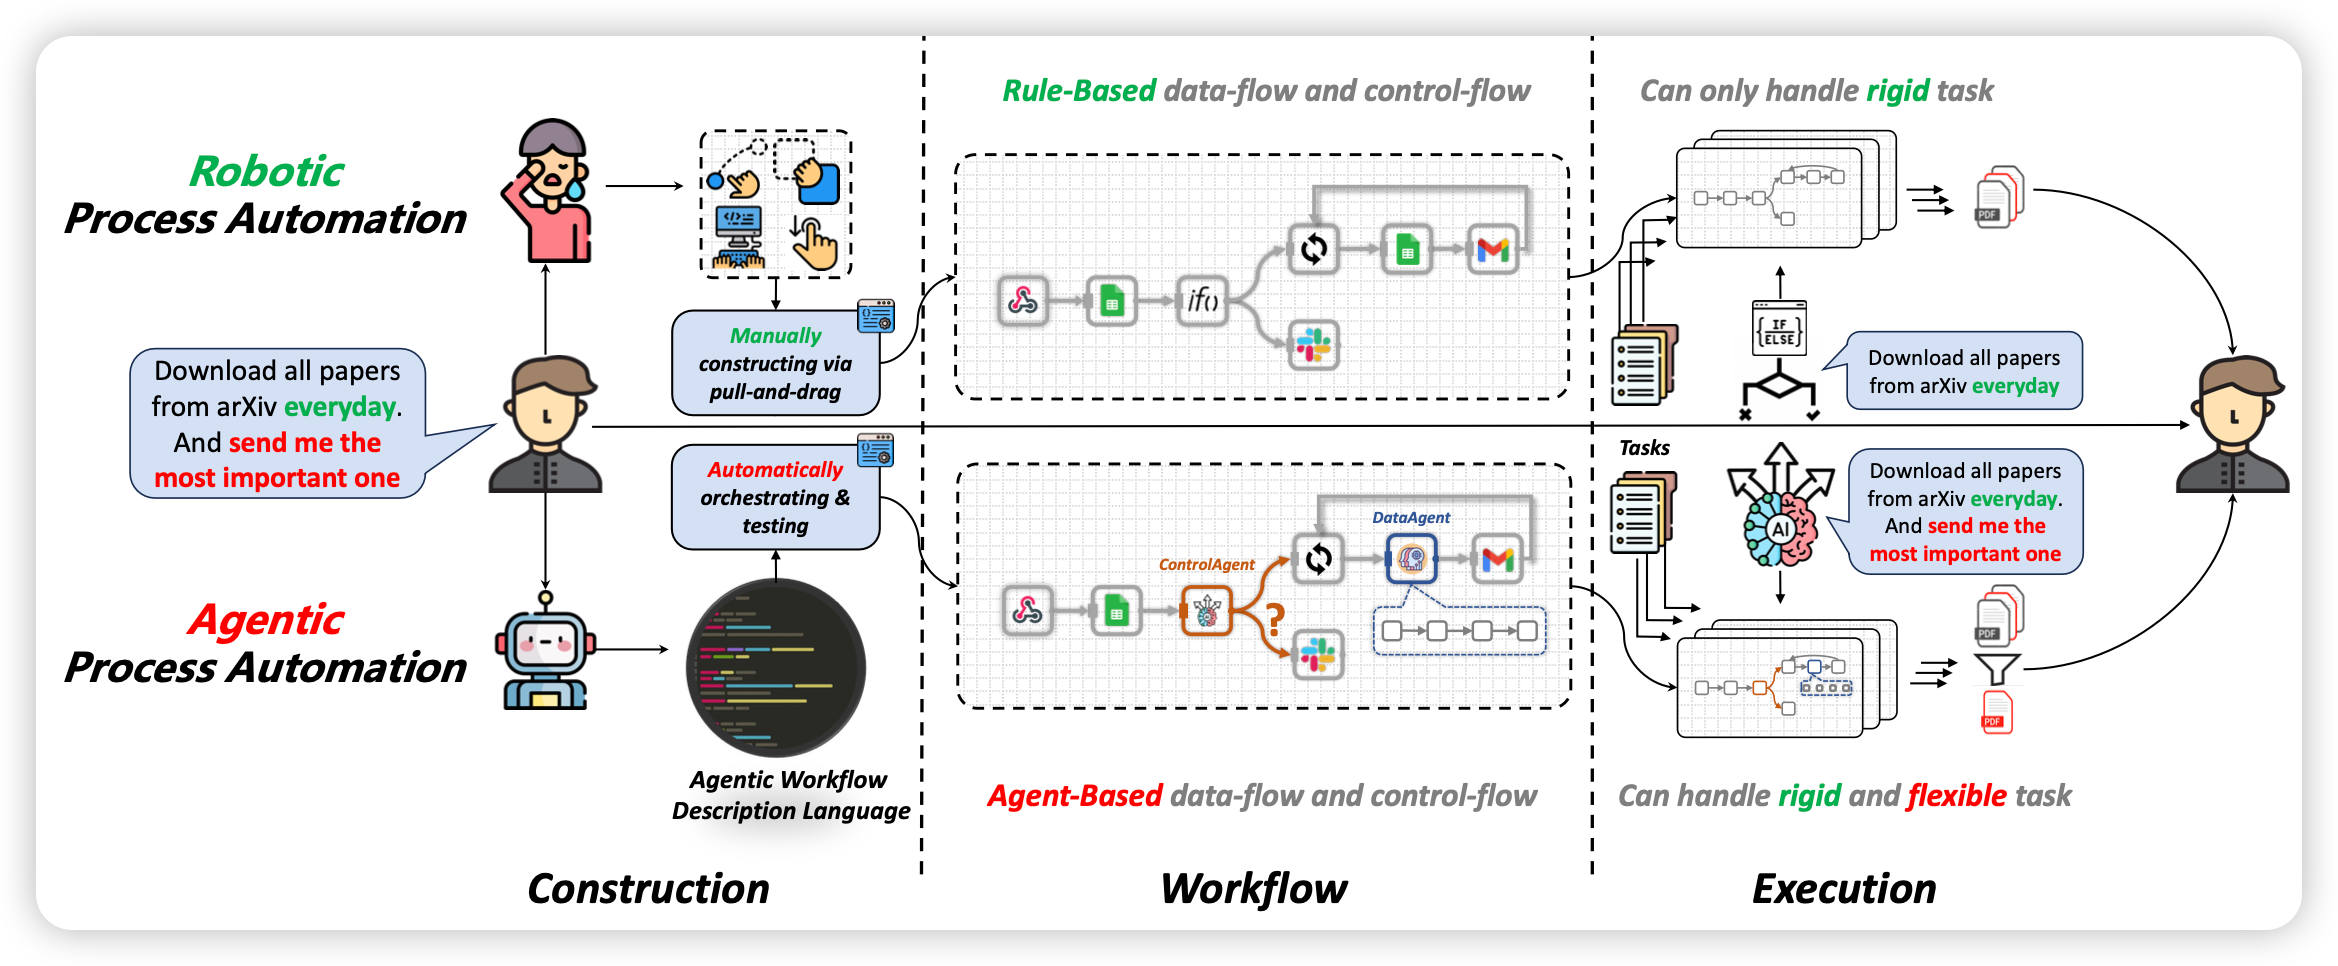 Rule-Based data-flow and control-flow
Can only handle rigid task
Robotic
Process Automation
Manually
constructing via
pull-and-drag
if()
PDF
IF
ELSE
Download all papers
from arXiv everyday
Download all papers
from arXiv everyday.
And send me the
most important one
Automatically
orchestrating &
testing
Tasks
AI
Download all papers
from arXiv everyday.
And send me the
most important one
DataAgent
ControlAgent
?
Agentic
Process Automation
PDF
PDF
Agentic Workflow
Description Language
Agent-Based data-flow and control-flow
Can handle rigid and flexible task
Construction
Workflow
Execution